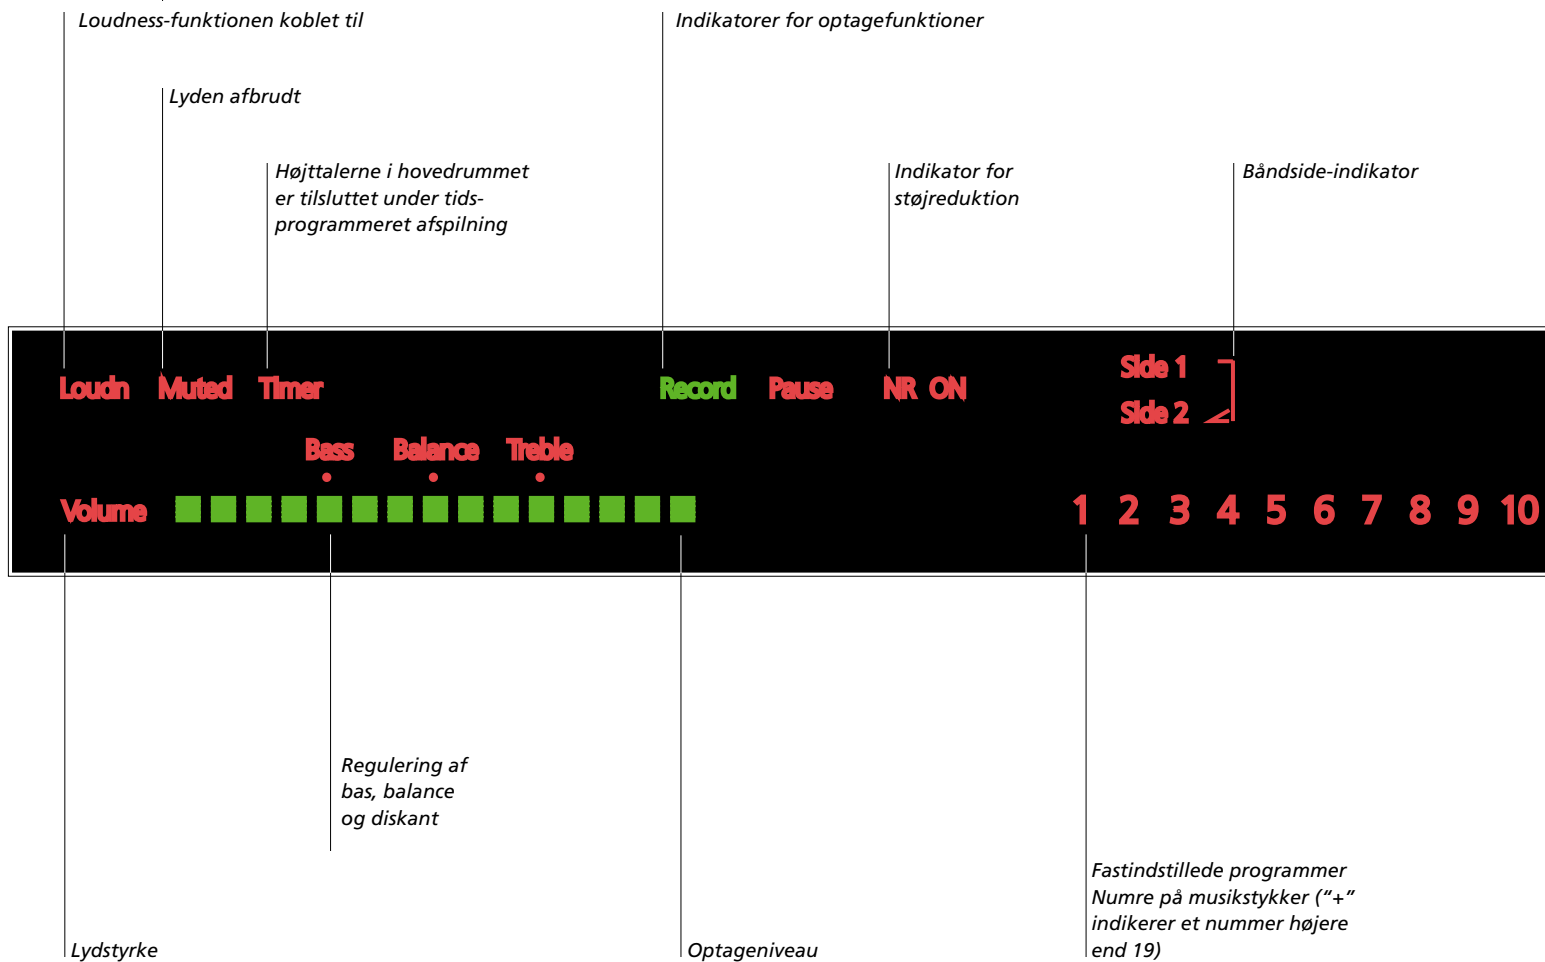 Loudness-funktionen koblet til
Indikatorer for optagefunktioner
Lyden afbrudt
Højttalerne i hovedrummet
er tilsluttet under tids-
programmeret afspilning
Indikator for
støjreduktion
Båndside-indikator
Loudn Muted Timer Record Pause NR ON
Side 1
Side 2
Bass Balance Treble
Volume
1 2 3 4 5 6 7 8 9 10
Regulering af
bas, balance
og diskant
Fastindstillede programmer
Numre på musikstykker (“+”
indikerer et nummer højere
end 19)
Lydstyrke
Optageniveau